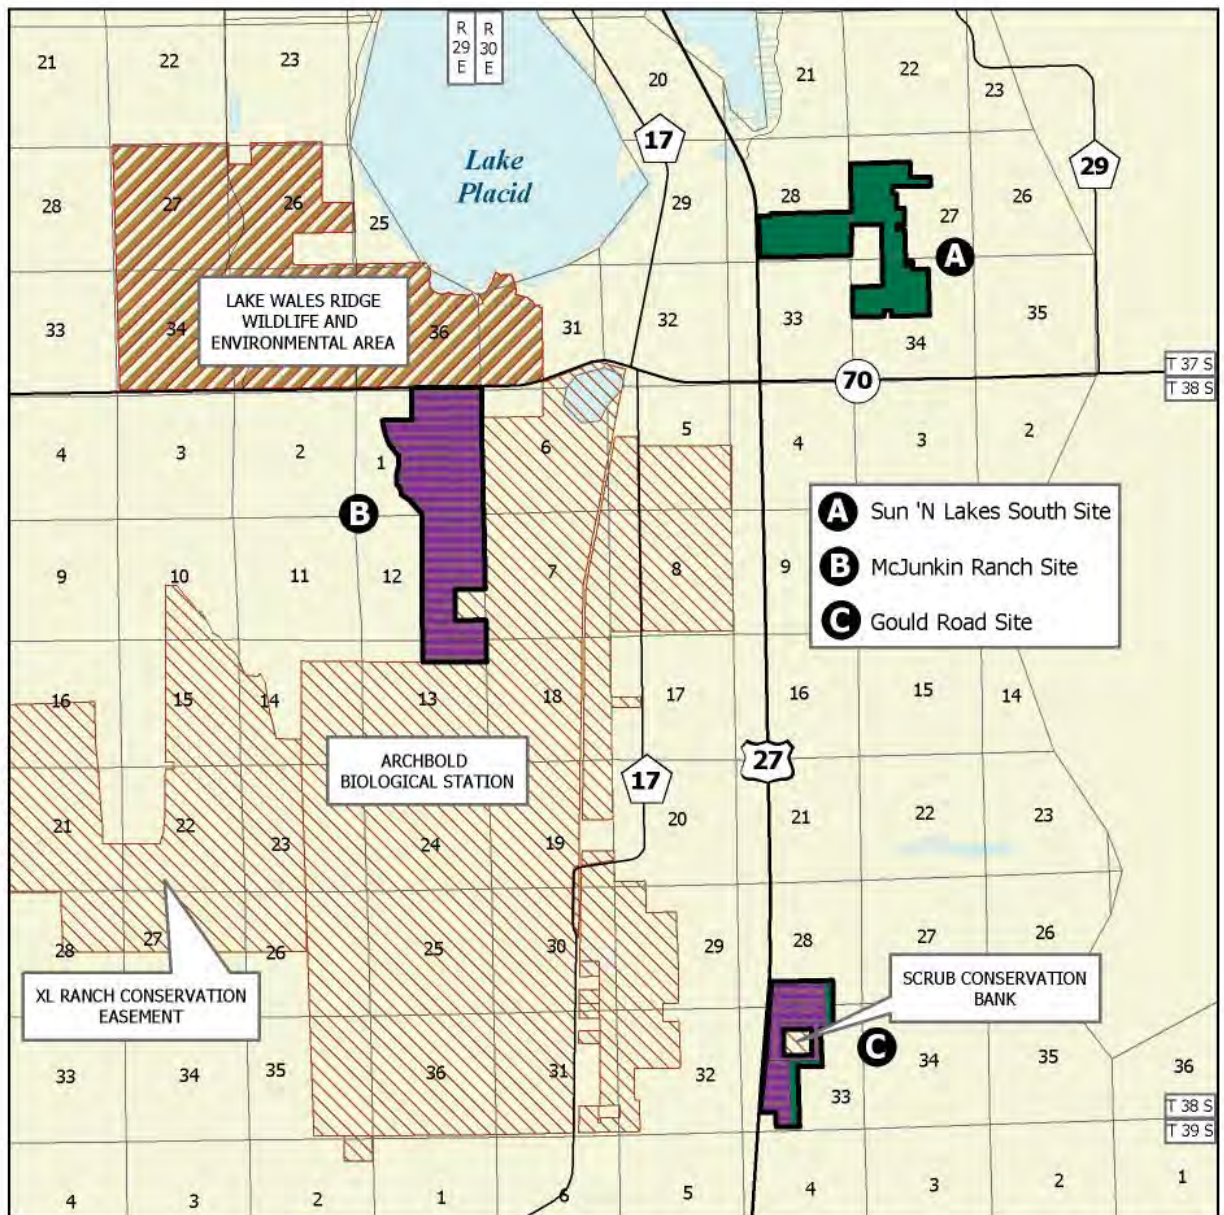 R R
29 30
E E
21 22 23 20 21 22 23
17
Lake
Placid
29
28 27 26 25 29 28 27 26
A
33 34 36 31 32 33 34 35
LAKE WALES RIDGE
WILDLIFE AND
ENVIRONMENTAL AREA
70
T 37 S
T 38 S
4 3 2 1 6 5 4 3 2
B
A Sun 'N Lakes South Site
B McJunkin Ranch Site
C Gould Road Site
9 10 11 12 7 8 9
16 15 14 13 18 17 16 15 14
ARCHBOLD
BIOLOGICAL STATION
17
27
21 22 23 24 19 20 21 22 23
28 27 26 25 30 29 28 27 26
XL RANCH CONSERVATION
EASEMENT
SCRUB CONSERVATION
BANK
C
33 34 35 36 31 32 33 34 35 36
T 38 S
T 39 S
4 3 2 1 6 5 4 3 2 1